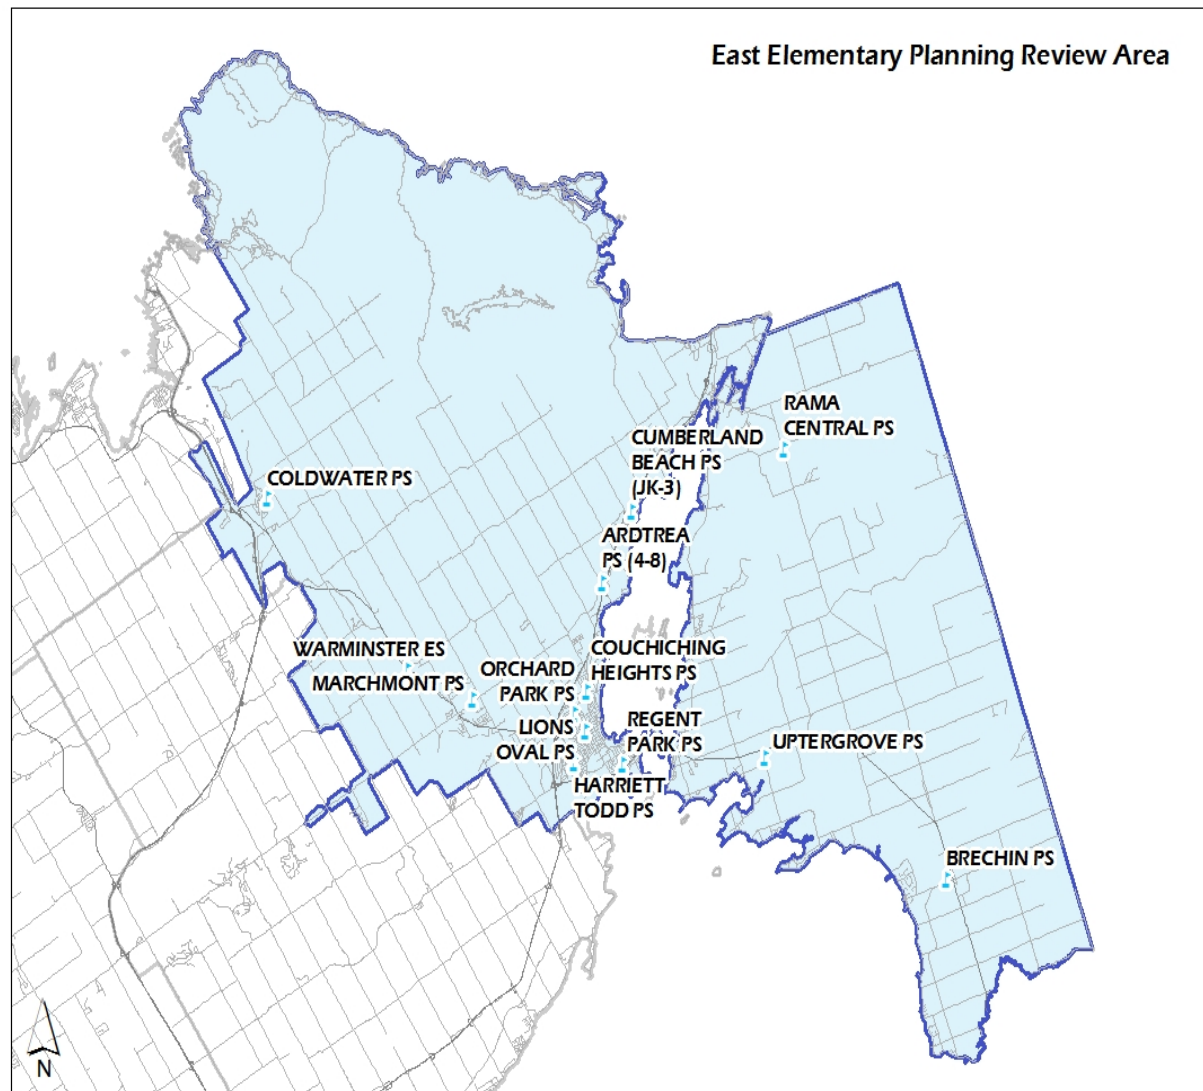 East Elementary Planning Review Area
RAMA
CENTRAL PS
CUMBERLAND
BEACH PS
(JK-3)
COLDWATER PS
ARDTREA
PS (4-8)
WARMINSTER ES
MARCHMONT PS
ORCHARD
PARK PS
COUCHICHING
HEIGHTS PS
LIONS
OVAL PS
REGENT
PARK PS
UPTERGROVE PS
HARRIETT
TODD PS
BRECHIN PS
N